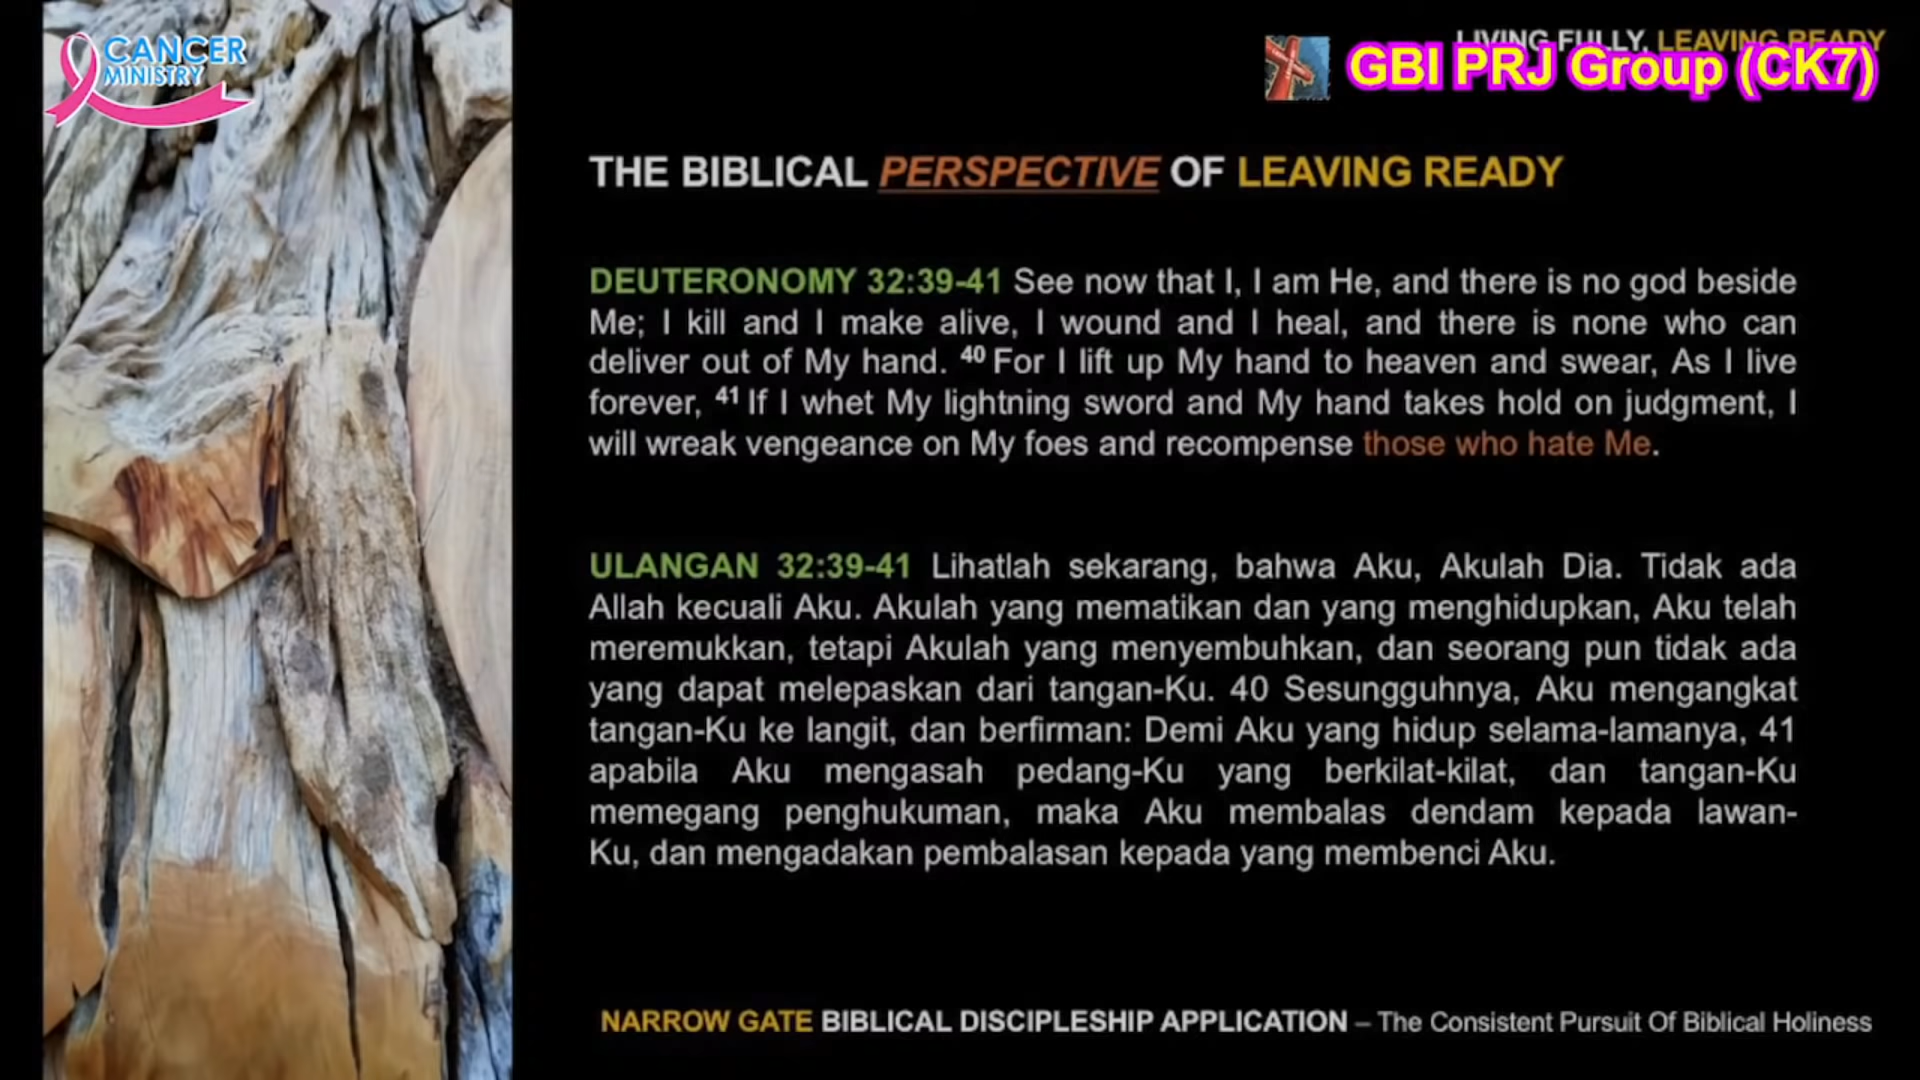 CANCER
MINISTRY
LIVING FULLY, LEAVING READY
GBI PRJ Group (CK7)
THE BIBLICAL PERSPECTIVE OF LEAVING READY
DEUTERONOMY 32:39-41 See now that I, I am He, and there is no god beside
Me; I kill and I make alive, I wound and I heal, and there is none who can
deliver out of My hand. 40 For I lift up My hand to heaven and swear, As I live
forever, 41 If I whet My lightning sword and My hand takes hold on judgment, I
will wreak vengeance on My foes and recompense those who hate Me.
ULANGAN 32:39-41 Lihatlah sekarang, bahwa Aku, Akulah Dia. Tidak ada
Allah kecuali Aku. Akulah yang mematikan dan yang menghidupkan, Aku telah
meremukkan, tetapi Akulah yang menyembuhkan, dan seorang pun tidak ada
yang dapat melepaskan dari tangan-Ku. 40 Sesungguhnya, Aku mengangkat
tangan-Ku ke langit, dan berfirman: Demi Aku yang hidup selama-lamanya, 41
apabila Aku mengasah pedang-Ku yang berkilat-kilat, dan tangan-Ku
memegang penghukuman, maka Aku membalas dendam kepada lawan-
Ku, dan mengadakan pembalasan kepada yang membenci Aku.
NARROW GATE BIBLICAL DISCIPLESHIP APPLICATION – The Consistent Pursuit Of Biblical Holiness